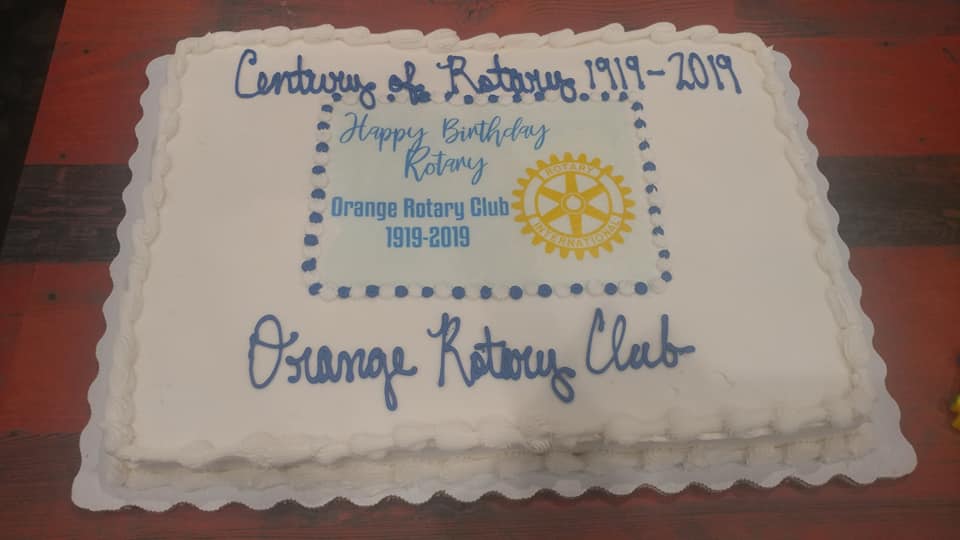 Century of Rotary 1919-2019
Happy Birthday
Rotary
Orange Rotary Club
1919-2019
ROTARY
INTERNATIONAL
Orange Rotary Club